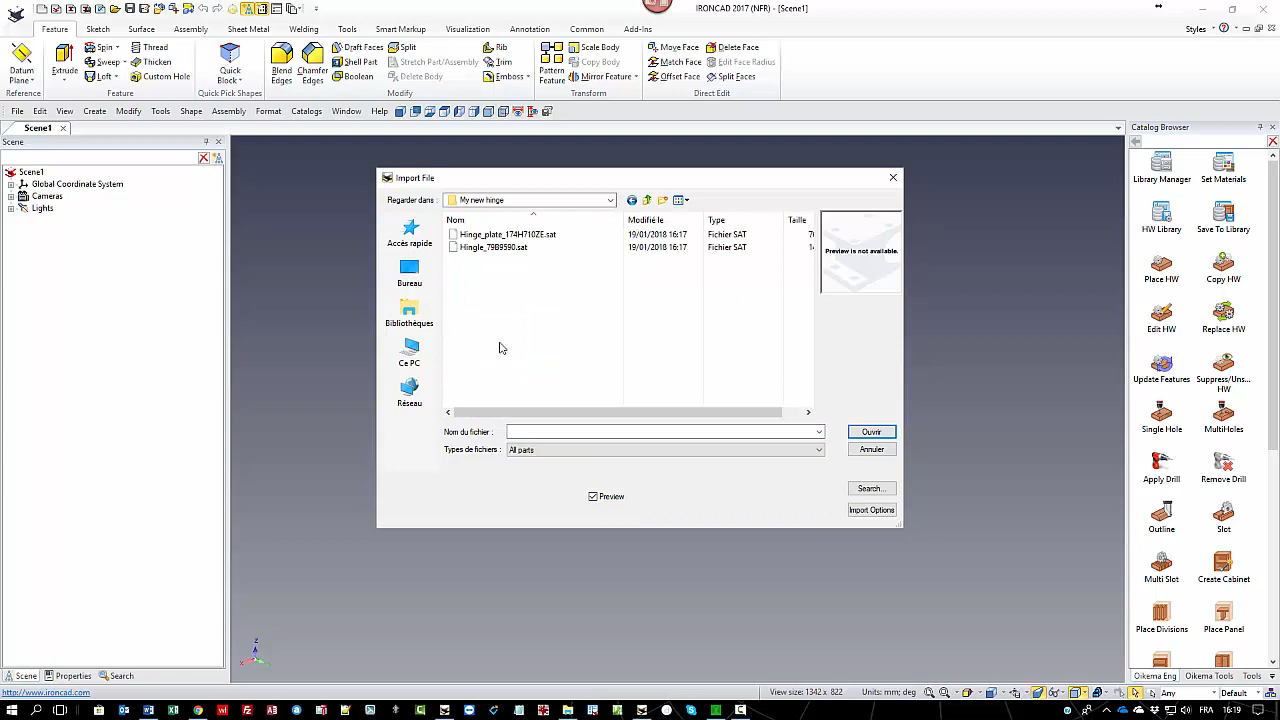 IRONCAD 2017 (NFR) - [Scene1]
Feature Sketch Surface Assembly Sheet Metal Welding Tools Smart Markup Visualization Annotation Common Add-Ins Styles
Datum Plane
Reference
Extrude
Spin
Sweep
Loft
Thread
Thicken
Custom Hole
Feature
Quick Block
Quick Pick Shapes
Blend Edges
Chamfer Edges
Draft Faces
Shell Part
Boolean
Split
Stretch Part/Assembly
Delete Body
Rib
Trim
Emboss
Modify
Pattern Feature
Scale Body
Copy Body
Mirror Feature
Transform
Move Face
Match Face
Offset Face
Delete Face
Edit Face Radius
Split Faces
Direct Edit
File Edit View Create Modify Tools Shape Assembly Format Catalogs Window Help
Scene1
Scene
Scene1
Global Coordinate System
Cameras
Lights
Import File
Regarder dans : My new hinge
Nom Modifié le Type Taille
Hinge_plate_174H710ZE.sat 19/01/2018 16:17 Fichier SAT
Hingle_79B9590.sat 19/01/2018 16:17 Fichier SAT
Preview is not available.
Accès rapide
Bureau
Bibliothèques
Ce PC
Réseau
Nom du fichier :
Ouvrir
Types de fichiers : All parts
Annuler
Preview
Search...
Import Options
Catalog Browser
Library Manager
Set Materials
HW Library
Save To Library
Place HW
Copy HW
Edit HW
Replace HW
Update Features
Suppress/Uns... HW
Single Hole
MultiHoles
Apply Drill
Remove Drill
Outline
Slot
Multi Slot
Create Cabinet
Place Divisions
Place Panel
Z
Scene Properties Search
Oikema Eng Oikema Tools Tools
http://www.ironcad.com
View size: 1342 x 822 Units: mm; deg
Any
Default
FRA 16:19